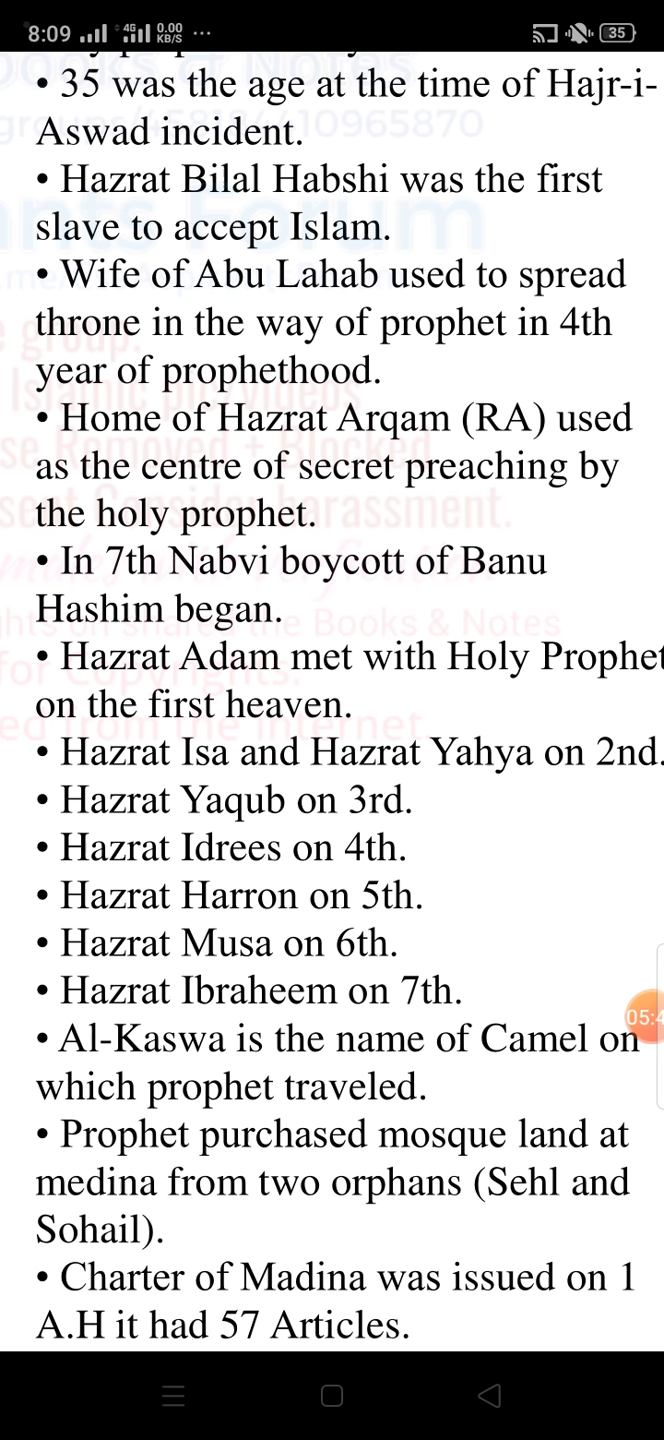 8:09 4G 0.00 KB/S ... 35
• 35 was the age at the time of Hajr-i-
Aswad incident.
• Hazrat Bilal Habshi was the first
slave to accept Islam.
• Wife of Abu Lahab used to spread
throne in the way of prophet in 4th
year of prophethood.
• Home of Hazrat Arqam (RA) used
as the centre of secret preaching by
the holy prophet.
• In 7th Nabvi boycott of Banu
Hashim began.
• Hazrat Adam met with Holy Prophet
on the first heaven.
• Hazrat Isa and Hazrat Yahya on 2nd.
• Hazrat Yaqub on 3rd.
• Hazrat Idrees on 4th.
• Hazrat Harron on 5th.
• Hazrat Musa on 6th.
• Hazrat Ibraheem on 7th.
05:4
• Al-Kaswa is the name of Camel on
which prophet traveled.
• Prophet purchased mosque land at
medina from two orphans (Sehl and
Sohail).
• Charter of Madina was issued on 1
A.H it had 57 Articles.